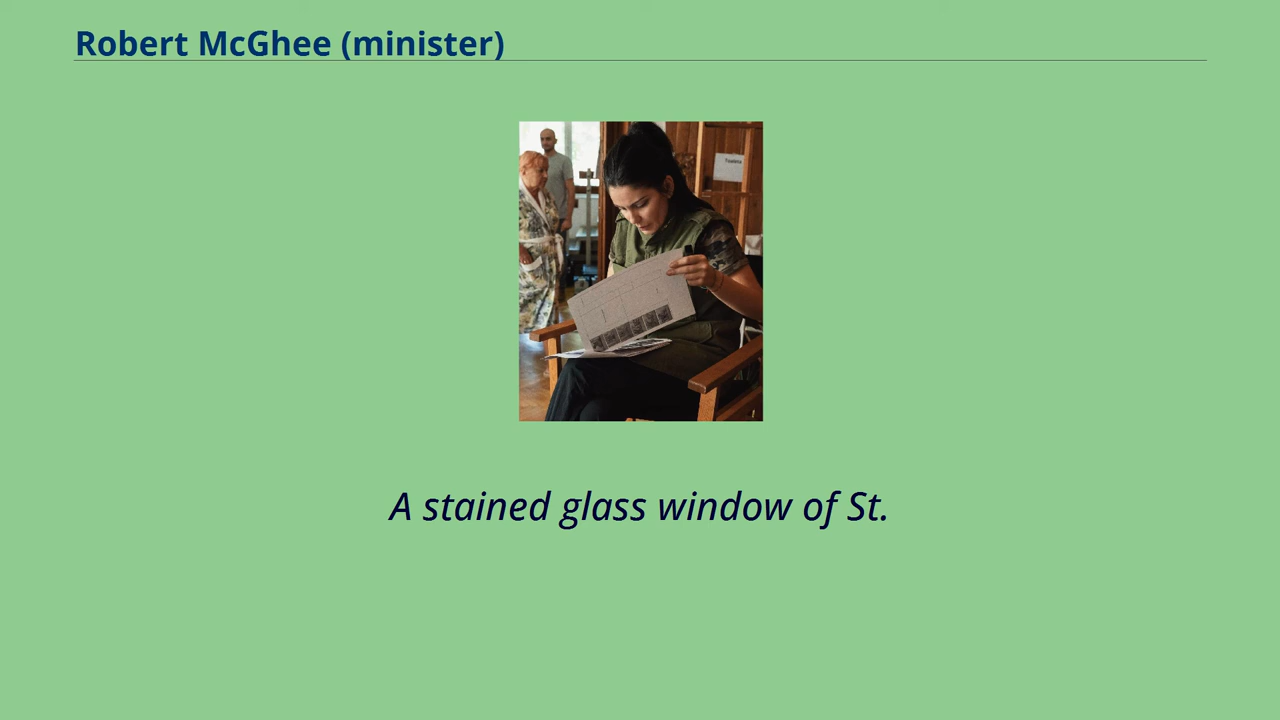 Robert McGhee (minister)
A stained glass window of St.